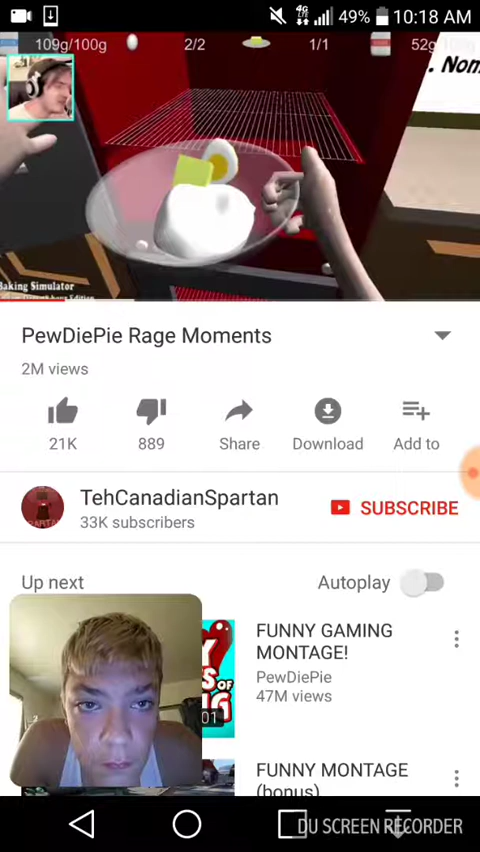 49% 10:18 AM
109g/100g 2/2 1/1 52g
. Nom
Baking Simulator
PewDiePie Rage Moments
2M views
21K 889 Share Download Add to
TehCanadianSpartan
33K subscribers
SUBSCRIBE
Up next Autoplay
FUNNY GAMING
MONTAGE!
PewDiePie
47M views
FUNNY MONTAGE
(bonus)
DU SCREEN RECORDER